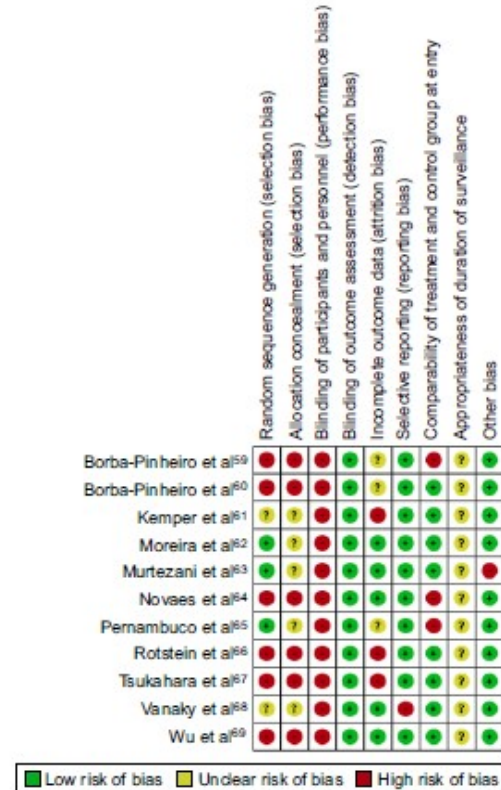 Random sequence generation (selection bias)
Allocation concealment (selection bias)
Blinding of participants and personnel (performance bias)
Blinding of outcome assessment (detection bias)
Incomplete outcome data (attrition bias)
Selective reporting (reporting bias)
Comparability of treatment and control group at entry
Appropriateness of duration of surveillance
Other bias
Borba-Pinheiro et al⁵⁹ + ? + + ?
Borba-Pinheiro et al⁶⁰ + ? + + ? +
Kemper et al⁶¹ ? ? + + + ? +
Moreira et al⁶² + ? + + + + ? +
Murtezani et al⁶³ + ? + + + + ?
Novaes et al⁶⁴ + + + ? +
Pernambuco et al⁶⁵ + ? + ? + ? +
Rotstein et al⁶⁶ + + + ? +
Tsukahara et al⁶⁷ + + + ? +
Vanaky et al⁶⁸ ? ? + + + ? +
Wu et al⁶⁹ + + + + ? +
Low risk of bias Unclear risk of bias High risk of bias